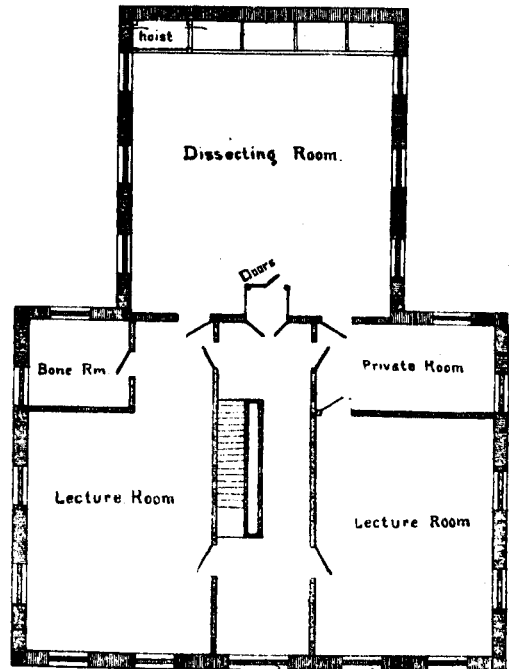 hoist
Dissecting Room.
Doors
Bone Rm.
Private Room
Lecture Room
Lecture Room